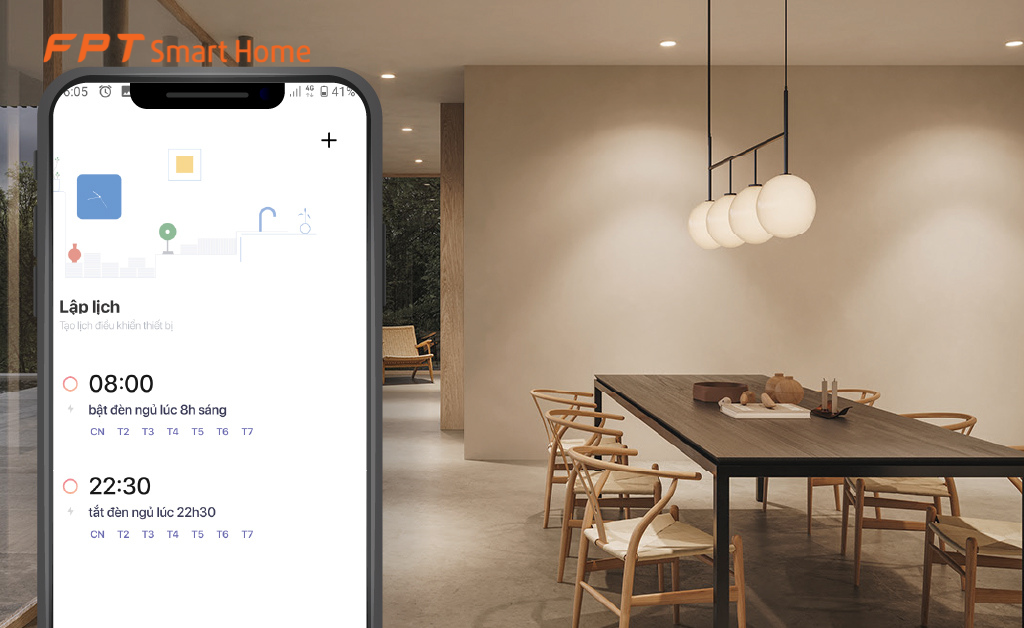 FPT Smart Home
6:05 4G 41%
+
Lập lịch
Tạo lịch điều khiển thiết bị
08:00
bật đèn ngủ lúc 8h sáng
CN T2 T3 T4 T5 T6 T7
22:30
tắt đèn ngủ lúc 22h30
CN T2 T3 T4 T5 T6 T7